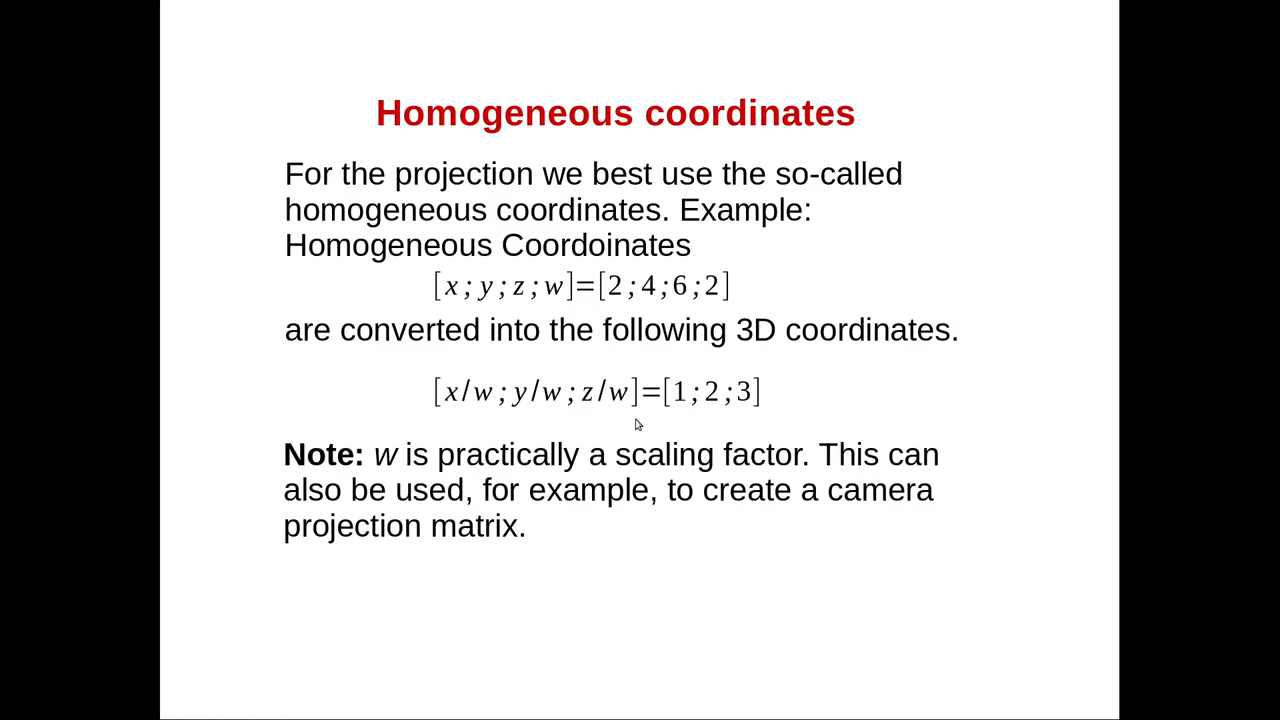 Homogeneous coordinates
For the projection we best use the so-called
homogeneous coordinates. Example:
Homogeneous Coordoinates
[x; y; z; w]=[2;4;6;2]
are converted into the following 3D coordinates.
[x/w; y/w; z/w]=[1;2;3]
Note: w is practically a scaling factor. This can
also be used, for example, to create a camera
projection matrix.